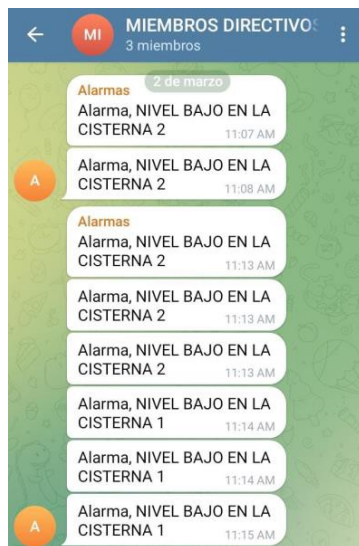 MI
MIEMBROS DIRECTIVOS
3 miembros
2 de marzo
Alarmas
Alarma, NIVEL BAJO EN LA
CISTERNA 2
11:07 AM
Alarma, NIVEL BAJO EN LA
CISTERNA 2
11:08 AM
A
Alarmas
Alarma, NIVEL BAJO EN LA
CISTERNA 2
11:13 AM
Alarma, NIVEL BAJO EN LA
CISTERNA 2
11:13 AM
Alarma, NIVEL BAJO EN LA
CISTERNA 2
11:13 AM
Alarma, NIVEL BAJO EN LA
CISTERNA 1
11:14 AM
Alarma, NIVEL BAJO EN LA
CISTERNA 1
11:14 AM
Alarma, NIVEL BAJO EN LA
CISTERNA 1
11:15 AM
A